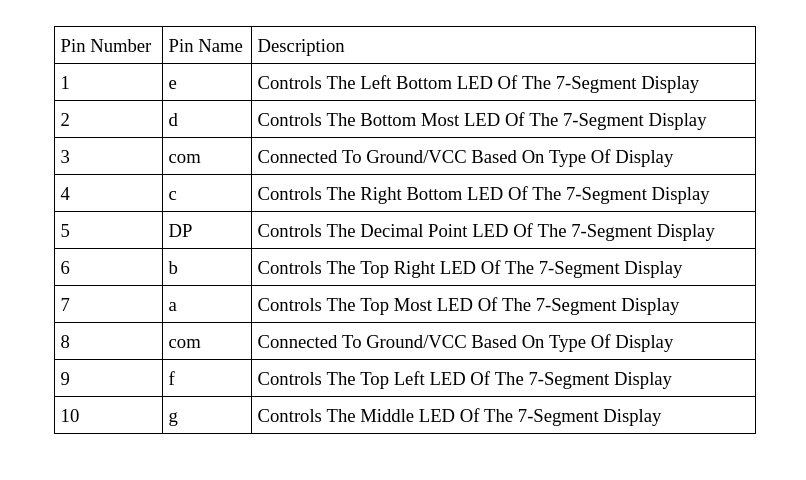 Pin Number Pin Name Description
1 e Controls The Left Bottom LED Of The 7-Segment Display
2 d Controls The Bottom Most LED Of The 7-Segment Display
3 com Connected To Ground/VCC Based On Type Of Display
4 c Controls The Right Bottom LED Of The 7-Segment Display
5 DP Controls The Decimal Point LED Of The 7-Segment Display
6 b Controls The Top Right LED Of The 7-Segment Display
7 a Controls The Top Most LED Of The 7-Segment Display
8 com Connected To Ground/VCC Based On Type Of Display
9 f Controls The Top Left LED Of The 7-Segment Display
10 g Controls The Middle LED Of The 7-Segment Display